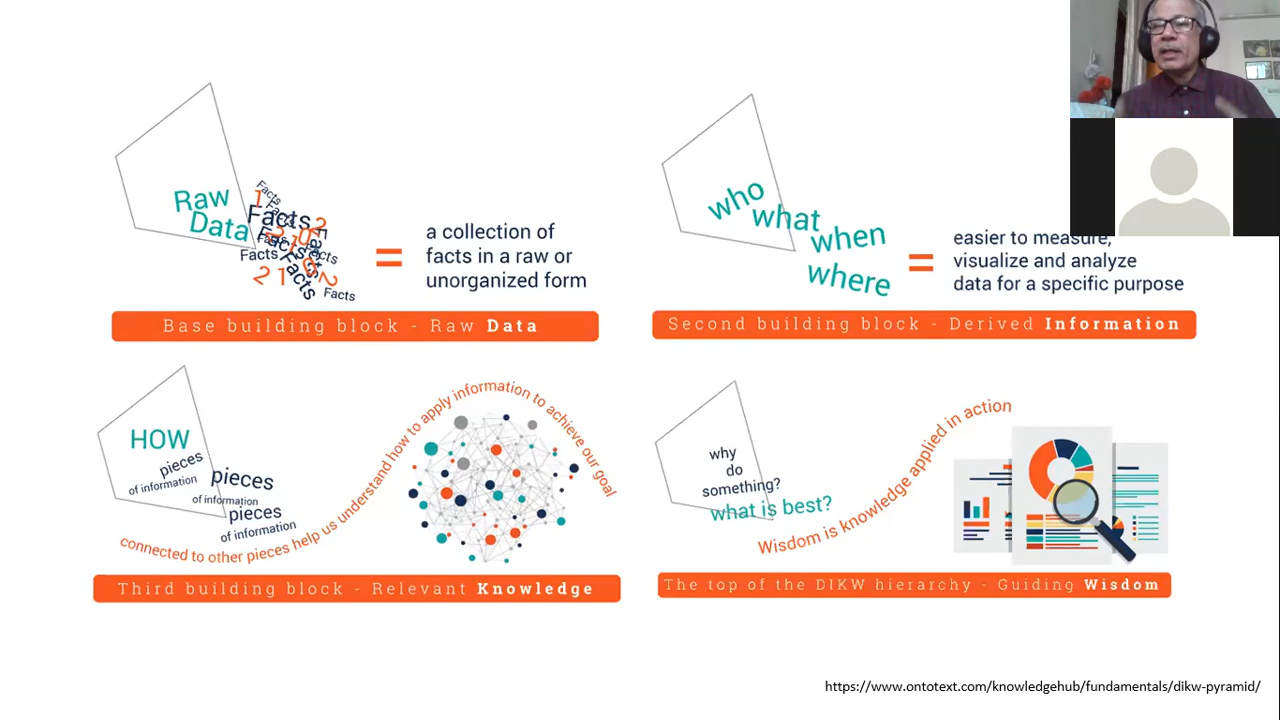 Raw
Data
Facts
1
Facts
Facts
2
Facts
Facts
Facts
2 1
Facts
2
Facts
=
a collection of
facts in a raw or
unorganized form
Base building block - Raw Data
who
what
when
where
=
easier to measure,
visualize and analyze
data for a specific purpose
Second building block - Derived Information
HOW
pieces
of information
pieces
of information
pieces
of information
connected to other pieces help us understand how to apply information to achieve our goal
Third building block - Relevant Knowledge
why
do
something?
what is best?
Wisdom is knowledge applied in action
The top of the DIKW hierarchy - Guiding Wisdom
https://www.ontotext.com/knowledgehub/fundamentals/dikw-pyramid/